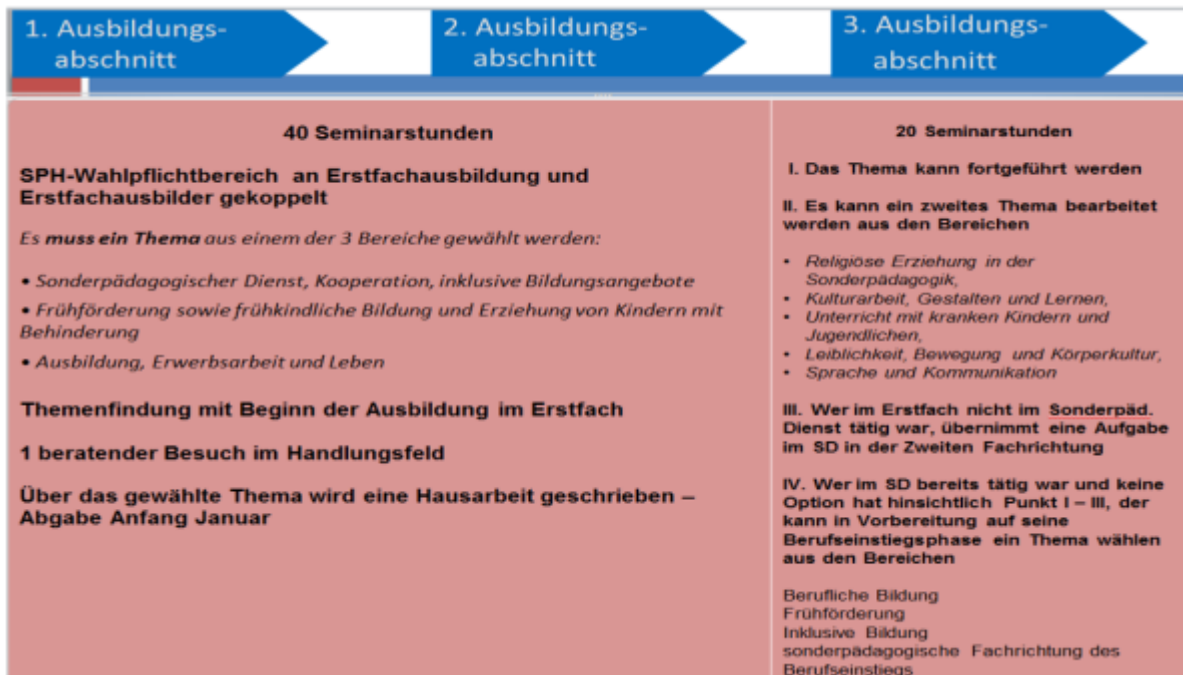 1. Ausbildungs-
abschnitt
2. Ausbildungs-
abschnitt
3. Ausbildungs-
abschnitt
40 Seminarstunden
SPH-Wahlpflichtbereich an Erstfachausbildung und
Erstfachausbilder gekoppelt
Es muss ein Thema aus einem der 3 Bereiche gewählt werden:
• Sonderpädagogischer Dienst, Kooperation, inklusive Bildungsangebote
• Frühförderung sowie frühkindliche Bildung und Erziehung von Kindern mit
Behinderung
• Ausbildung, Erwerbsarbeit und Leben
Themenfindung mit Beginn der Ausbildung im Erstfach
1 beratender Besuch im Handlungsfeld
Über das gewählte Thema wird eine Hausarbeit geschrieben –
Abgabe Anfang Januar
20 Seminarstunden
I. Das Thema kann fortgeführt werden
II. Es kann ein zweites Thema bearbeitet
werden aus den Bereichen
• Religiöse Erziehung in der
Sonderpädagogik,
• Kulturarbeit, Gestalten und Lernen,
• Unterricht mit kranken Kindern und
Jugendlichen,
• Leiblichkeit, Bewegung und Körperkultur,
• Sprache und Kommunikation
III. Wer im Erstfach nicht im Sonderpäd.
Dienst tätig war, übernimmt eine Aufgabe
im SD in der Zweiten Fachrichtung
IV. Wer im SD bereits tätig war und keine
Option hat hinsichtlich Punkt I – III, der
kann in Vorbereitung auf seine
Berufseinstiegsphase ein Thema wählen
aus den Bereichen
Berufliche Bildung
Frühförderung
Inklusive Bildung
sonderpädagogische Fachrichtung des
Berufseinstiegs